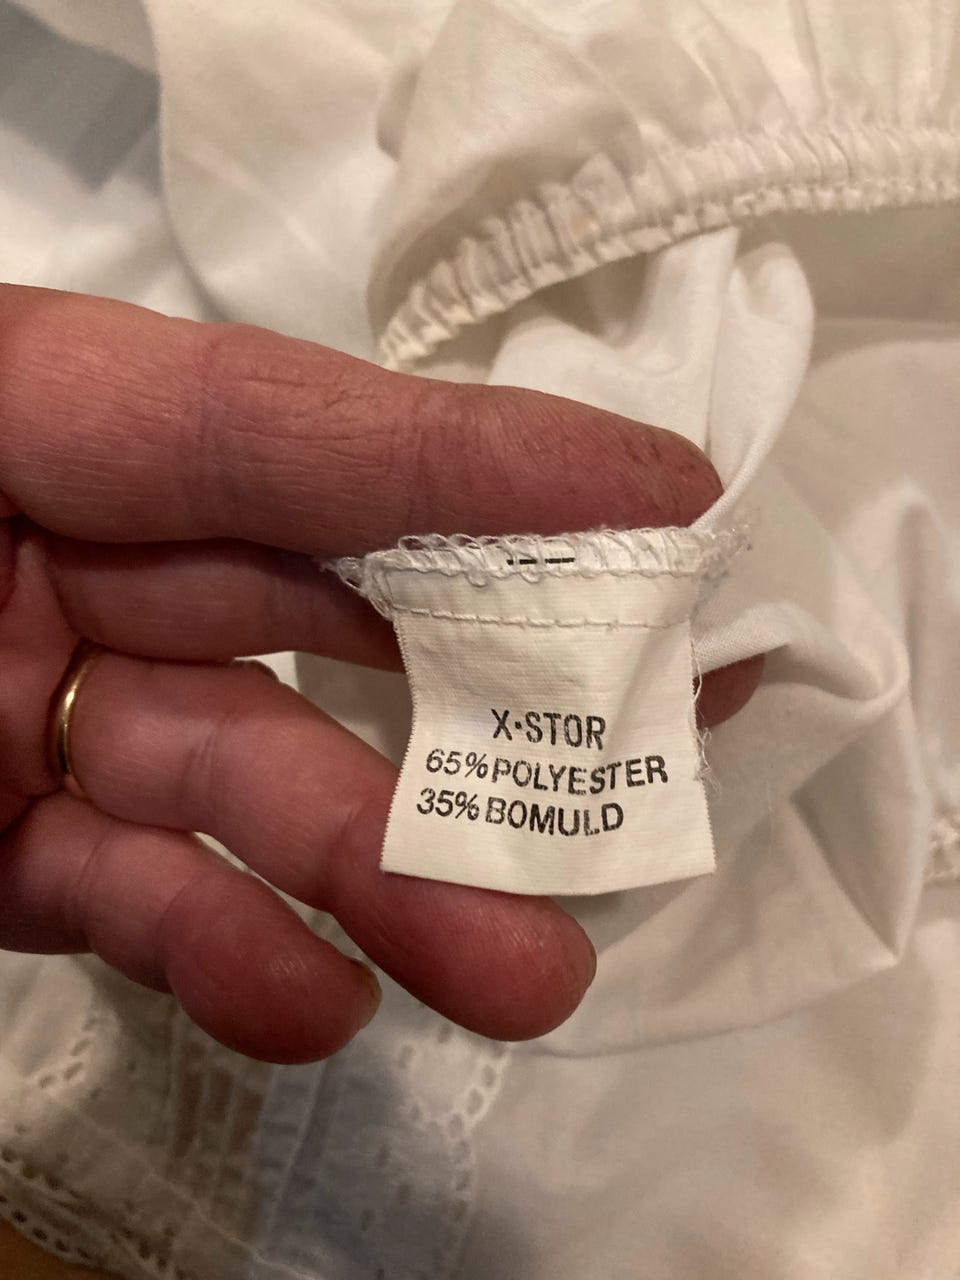 X-STOR
65% POLYESTER
35% BOMULD